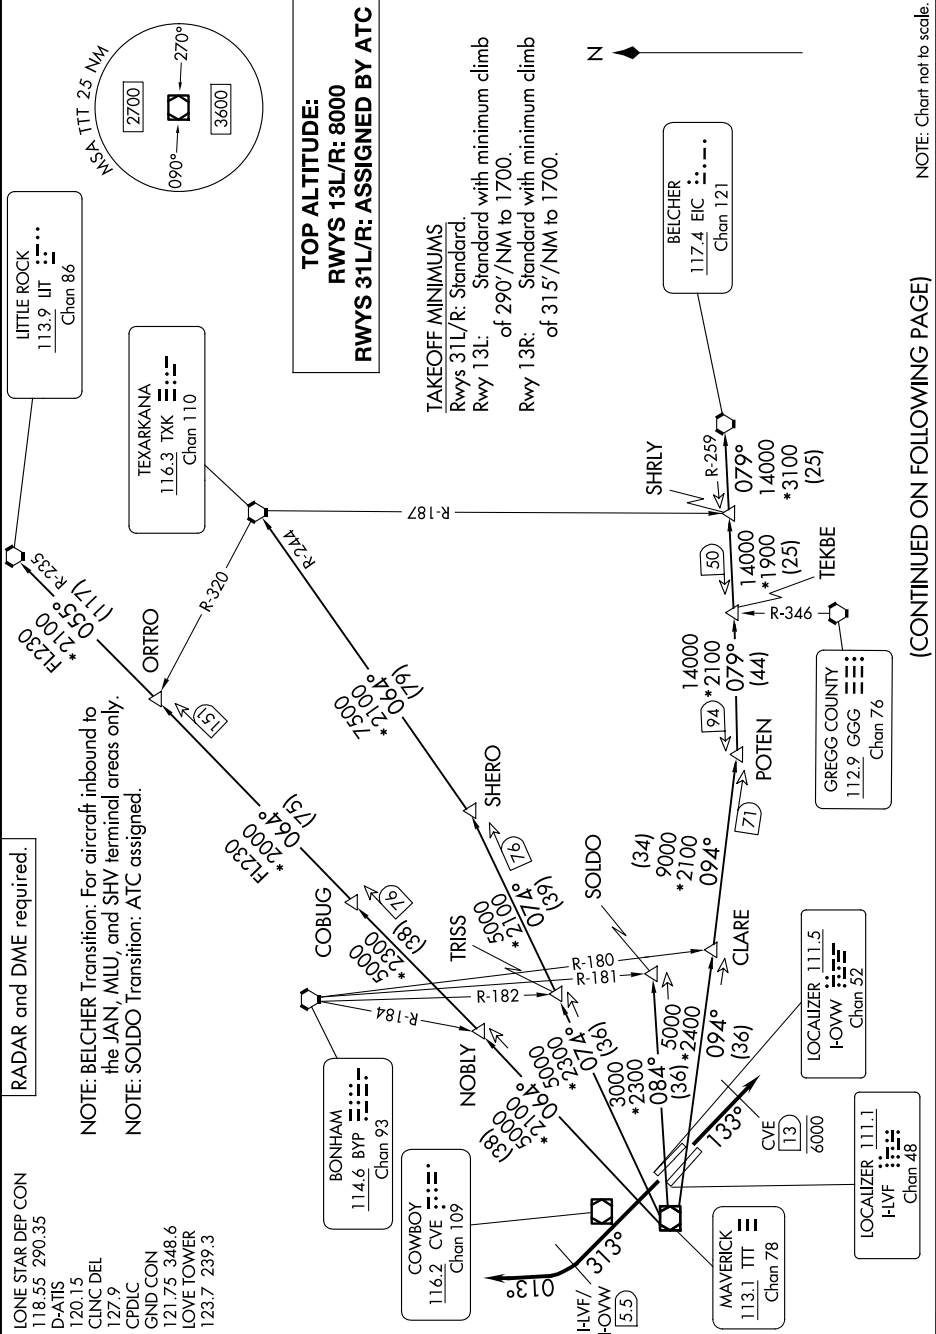 LONE STAR DEP CON
118.55 290.35
D-ATIS
120.15
CLNC DEL
127.9
CPDLC
GND CON
121.75 348.6
LOVE TOWER
123.7 239.3
RADAR and DME required.
NOTE: BELCHER Transition: For aircraft inbound to
the JAN, MLU, and SHV terminal areas only.
NOTE: SOLDO Transition: ATC assigned.
LITTLE ROCK
113.9 LIT
Chan 86
MSA TTT 25 NM
2700
090°
270°
3600
TEXARKANA
116.3 TXK
Chan 110
TOP ALTITUDE:
RWYS 13L/R: 8000
RWYS 31L/R: ASSIGNED BY ATC
TAKEOFF MINIMUMS
Rwys 31L/R: Standard.
Rwy 13L: Standard with minimum climb
of 290'/NM to 1700.
Rwy 13R: Standard with minimum climb
of 315'/NM to 1700.
N
R-235
FL230
*2100
055°
(117)
ORTRO
R-320
151
FL230
*2000
064°
(75)
COBUG
76
5000
*2300
(38)
NOBLY
R-244
7500
*2100
064°
(79)
SHERO
76
5000
*2100
074°
(39)
TRISS
R-187
BONHAM
114.6 BYP
Chan 93
R-184
R-182
R-181
R-180
SOLDO
CLARE
COWBOY
116.2 CVE
Chan 109
5000
*2100
064°
(38)
5000
*2300
074°
(36)
3000
*2300
084°
(36)
5000
*2400
094°
(36)
(34)
9000
*2100
094°
71
POTEN
94
14000
*2100
079°
(44)
TEKBE
R-346
50
14000
*1900
(25)
SHRLY
R-259
079°
14000
*3100
(25)
BELCHER
117.4 EIC
Chan 121
GREGG COUNTY
112.9 GGG
Chan 76
013°
313°
133°
I-LVF/
I-OVW
5.5
CVE
13
6000
MAVERICK
113.1 TTT
Chan 78
LOCALIZER 111.5
I-OVW
Chan 52
LOCALIZER 111.1
I-LVF
Chan 48
(CONTINUED ON FOLLOWING PAGE)
NOTE: Chart not to scale.